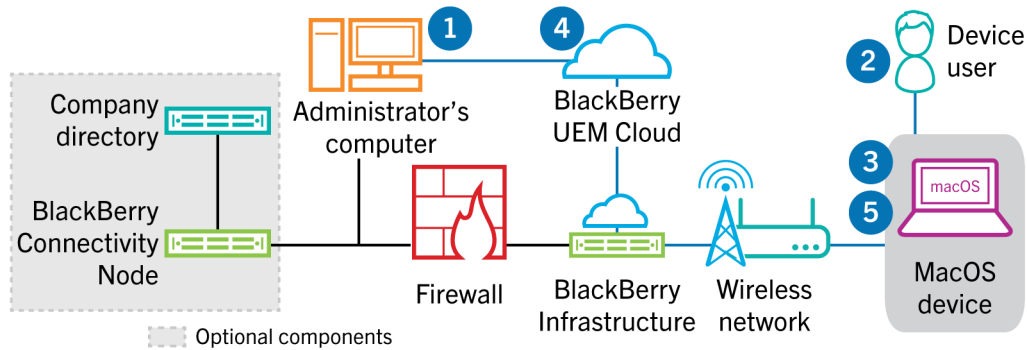 1
4
2
Device
user
Company
directory
Administrator's
computer
BlackBerry
UEM Cloud
3
macOS
5
BlackBerry
Connectivity
Node
Firewall
BlackBerry
Infrastructure
Wireless
network
MacOS
device
Optional components